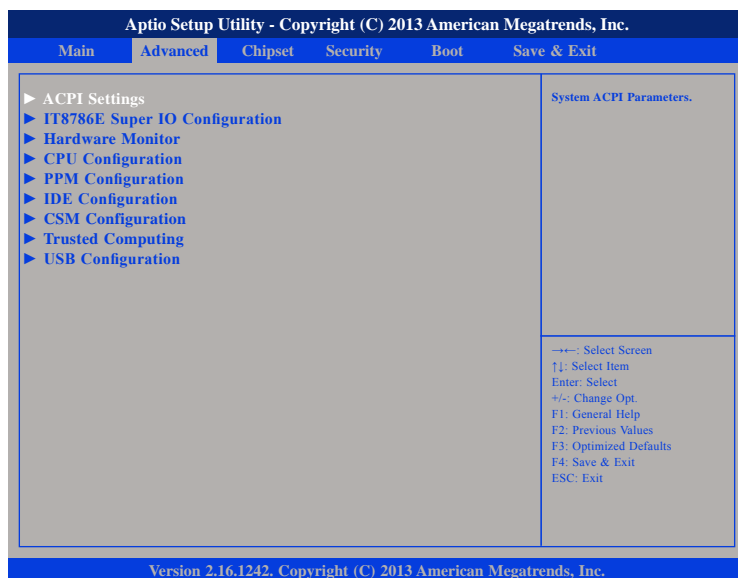 Aptio Setup Utility - Copyright (C) 2013 American Megatrends, Inc.
Main Advanced Chipset Security Boot Save & Exit
► ACPI Settings
► IT8786E Super IO Configuration
► Hardware Monitor
► CPU Configuration
► PPM Configuration
► IDE Configuration
► CSM Configuration
► Trusted Computing
► USB Configuration
System ACPI Parameters.
→←: Select Screen
↑↓: Select Item
Enter: Select
+/-: Change Opt.
F1: General Help
F2: Previous Values
F3: Optimized Defaults
F4: Save & Exit
ESC: Exit
Version 2.16.1242. Copyright (C) 2013 American Megatrends, Inc.